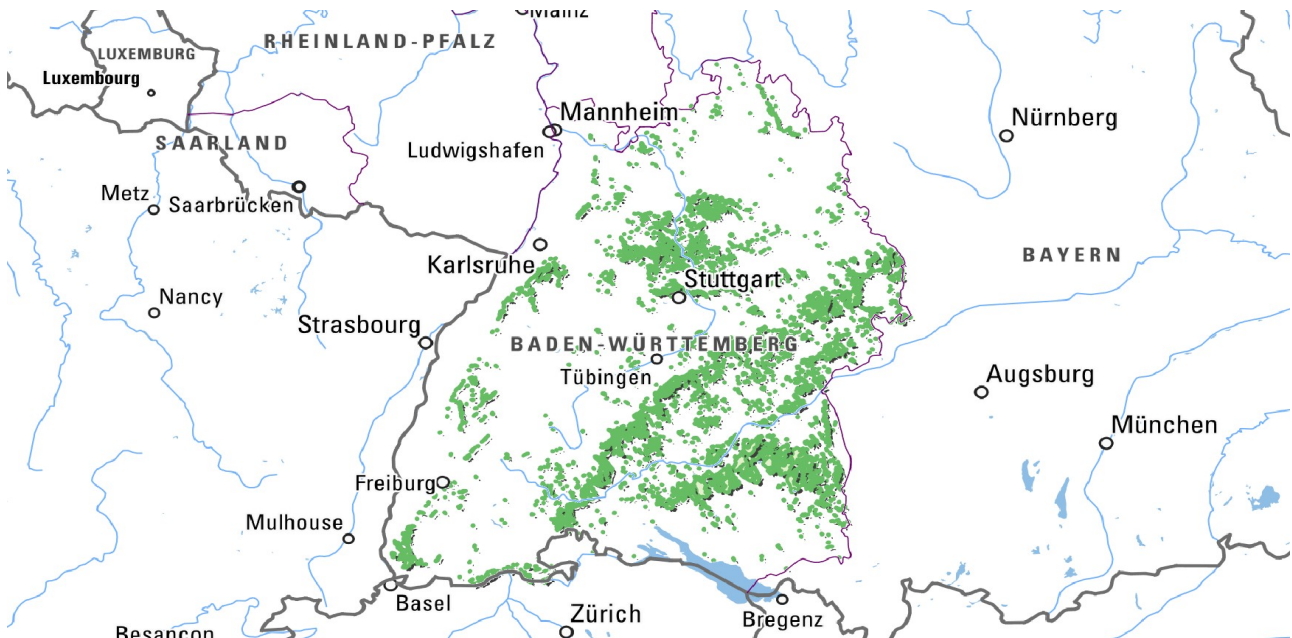 Mainz
RHEINLAND-PFALZ
LUXEMBURG
Luxembourg
Mannheim
Nürnberg
SAARLAND
Ludwigshafen
Metz
Saarbrücken
Karlsruhe
BAYERN
Stuttgart
Nancy
Strasbourg
BADEN-WÜRTTEMBERG
Tübingen
Augsburg
München
Freiburg
Mulhouse
Basel
Zürich
Bregenz
Besançon